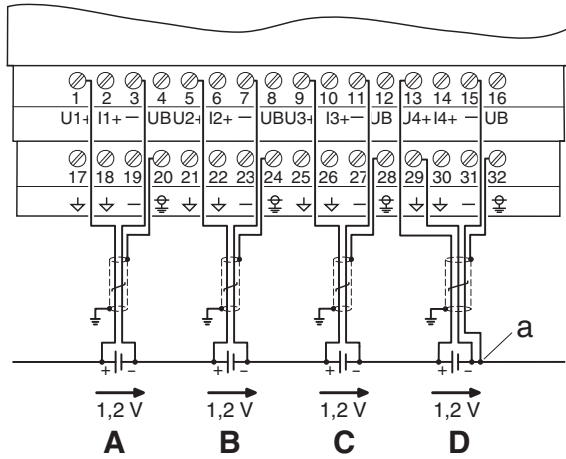 1 2 3 4 5 6 7 8 9 10 11 12 13 14 15 16
U1+ I1+ — UB U2+ I2+ — UB U3+ I3+ — UB U4+ I4+ — UB
17 18 19 20 21 22 23 24 25 26 27 28 29 30 31 32
— — — —
a
+ − + − + − + −
1,2 V 1,2 V 1,2 V 1,2 V
A B C D